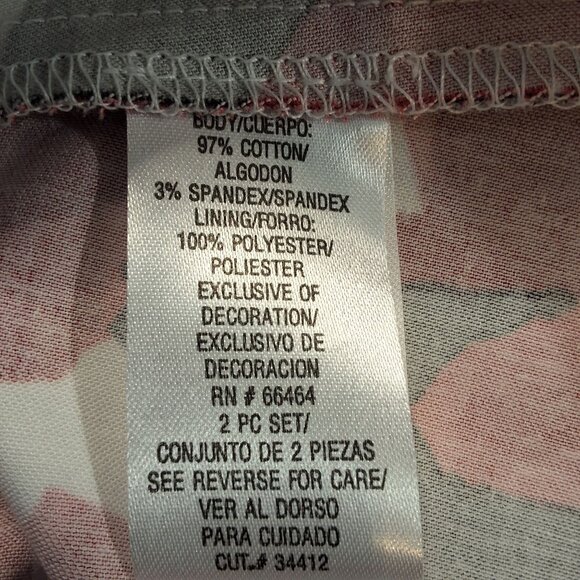 BODY/CUERPO:
97% COTTON/
ALGODON
3% SPANDEX/SPANDEX
LINING/FORRO:
100% POLYESTER/
POLIESTER
EXCLUSIVE OF
DECORATION/
EXCLUSIVO DE
DECORACION
RN # 66464
2 PC SET/
CONJUNTO DE 2 PIEZAS
SEE REVERSE FOR CARE/
VER AL DORSO
PARA CUIDADO
CUT.# 34412